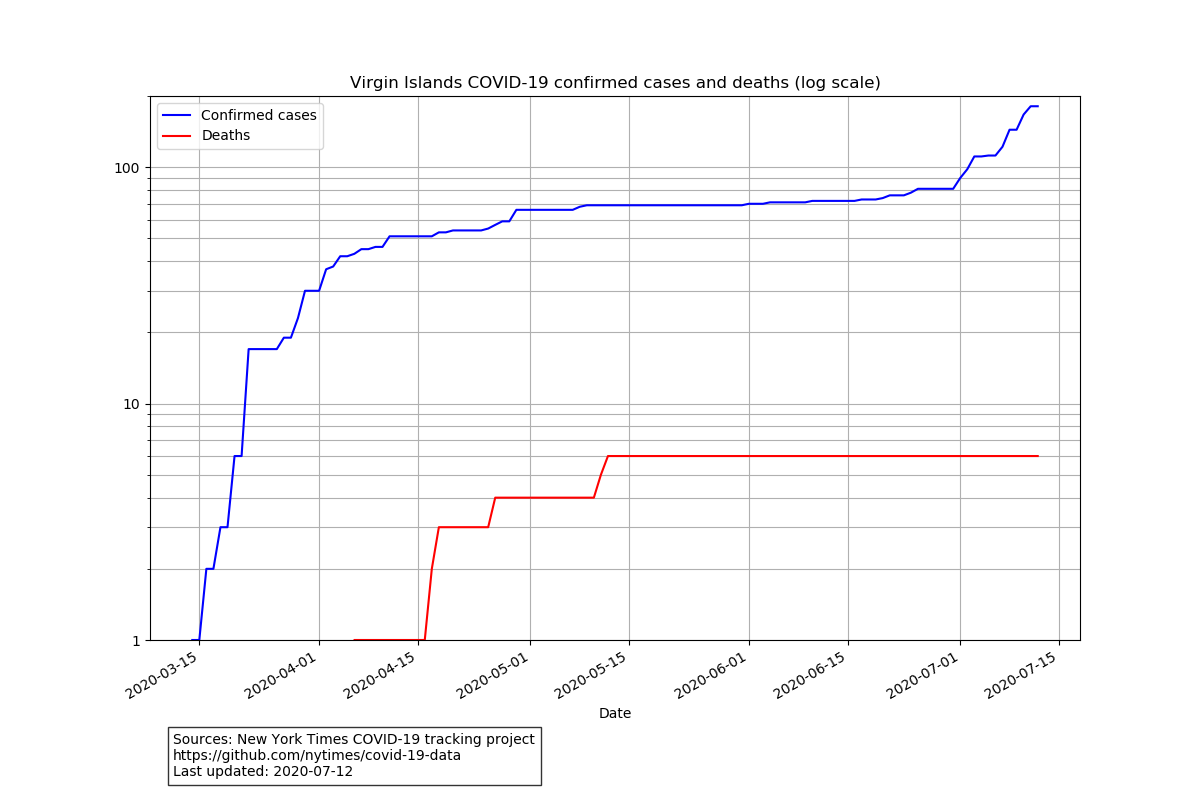 Virgin Islands COVID-19 confirmed cases and deaths (log scale)
Confirmed cases
Deaths
100
10
1
2020-03-15
2020-04-01
2020-04-15
2020-05-01
2020-05-15
2020-06-01
2020-06-15
2020-07-01
2020-07-15
Date
Sources: New York Times COVID-19 tracking project
https://github.com/nytimes/covid-19-data
Last updated: 2020-07-12